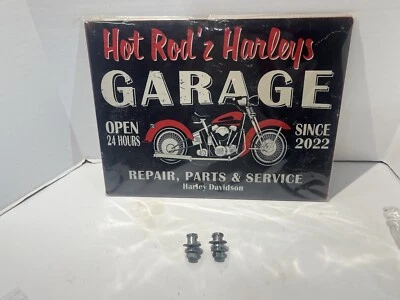 Hot Rod'z Harleys
GARAGE
OPEN
24 HOURS
SINCE
2022
REPAIR, PARTS & SERVICE
Harley Davidson